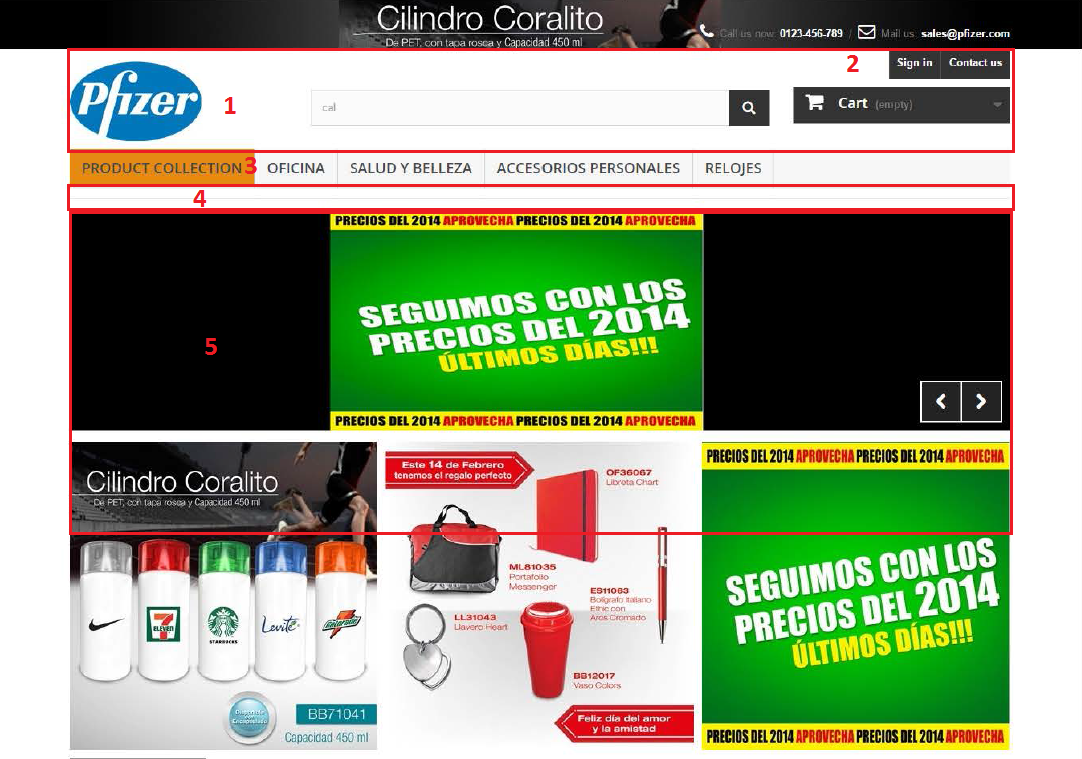 Cilindro Coralito
De PET, con tapa rosca y Capacidad 450 ml
Call us now: 0123-456-789 / Mail us: sales@pfizer.com
2
Sign in Contact us
Pfizer
1
cal
Cart (empty)
PRODUCT COLLECTION 3 OFICINA SALUD Y BELLEZA ACCESORIOS PERSONALES RELOJES
4
PRECIOS DEL 2014 APROVECHA PRECIOS DEL 2014 APROVECHA
SEGUIMOS CON LOS
PRECIOS DEL 2014
ÚLTIMOS DÍAS!!!
5
PRECIOS DEL 2014 APROVECHA PRECIOS DEL 2014 APROVECHA
Cilindro Coralito
De PET, con tapa rosca y Capacidad 450 ml
7
ELEVEN
STARBUCKS
Levité
GATORADE
Disponible
con
Encapsulado
BB71041
Capacidad 450 ml
Este 14 de Febrero
tenemos el regalo perfecto
OF36067
Libreta Chart
ML81035
Portafolio
Messenger
ES11063
Bolígrafo Italiano
Ethic con
Aros Cromado
LL31043
Llavero Heart
BB12017
Vaso Colors
Feliz día del amor
y la amistad
PRECIOS DEL 2014 APROVECHA PRECIOS DEL 2014 APROVECHA
SEGUIMOS CON LOS
PRECIOS DEL 2014
ÚLTIMOS DÍAS!!!
PRECIOS DEL 2014 APROVECHA PRECIOS DEL 2014 APROVECHA